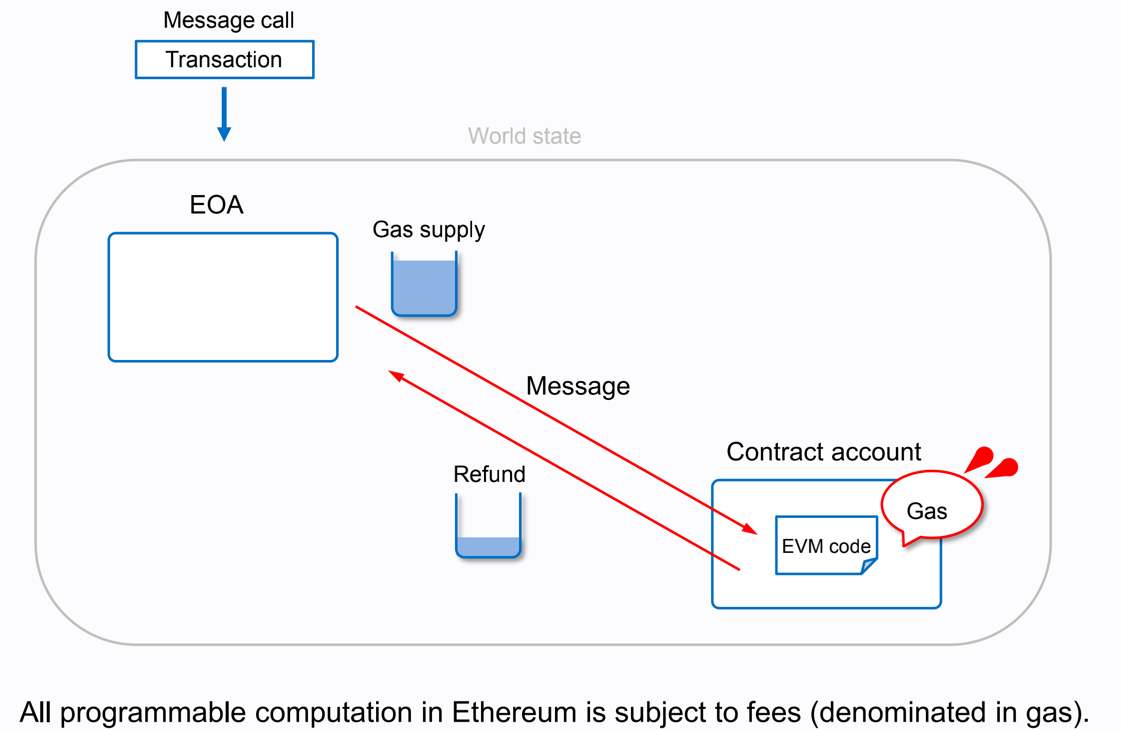 Message call
Transaction
World state
EOA
Gas supply
Message
Contract account
Refund
Gas
EVM code
All programmable computation in Ethereum is subject to fees (denominated in gas).